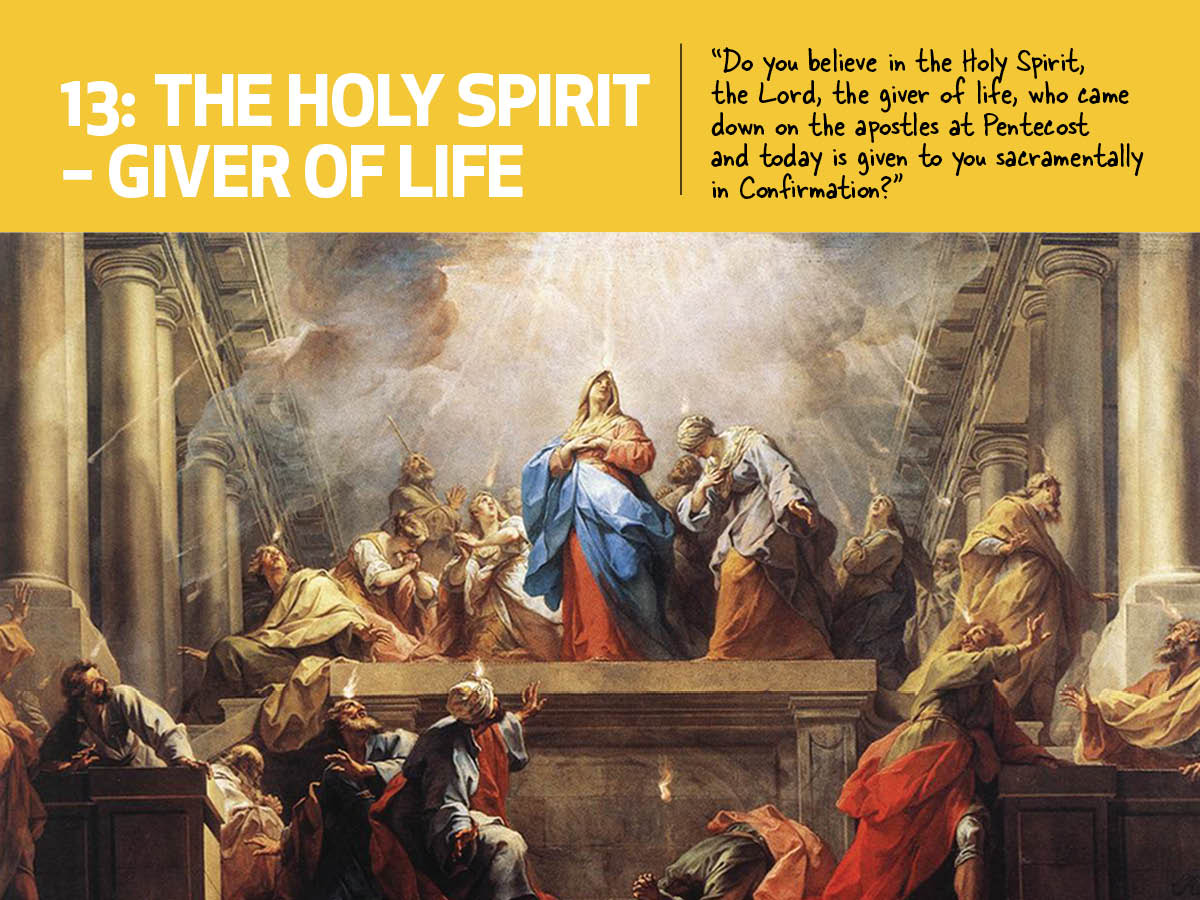 13: THE HOLY SPIRIT
– GIVER OF LIFE
“Do you believe in the Holy Spirit,
the Lord, the giver of life, who came
down on the apostles at Pentecost
and today is given to you sacramentally
in Confirmation?”